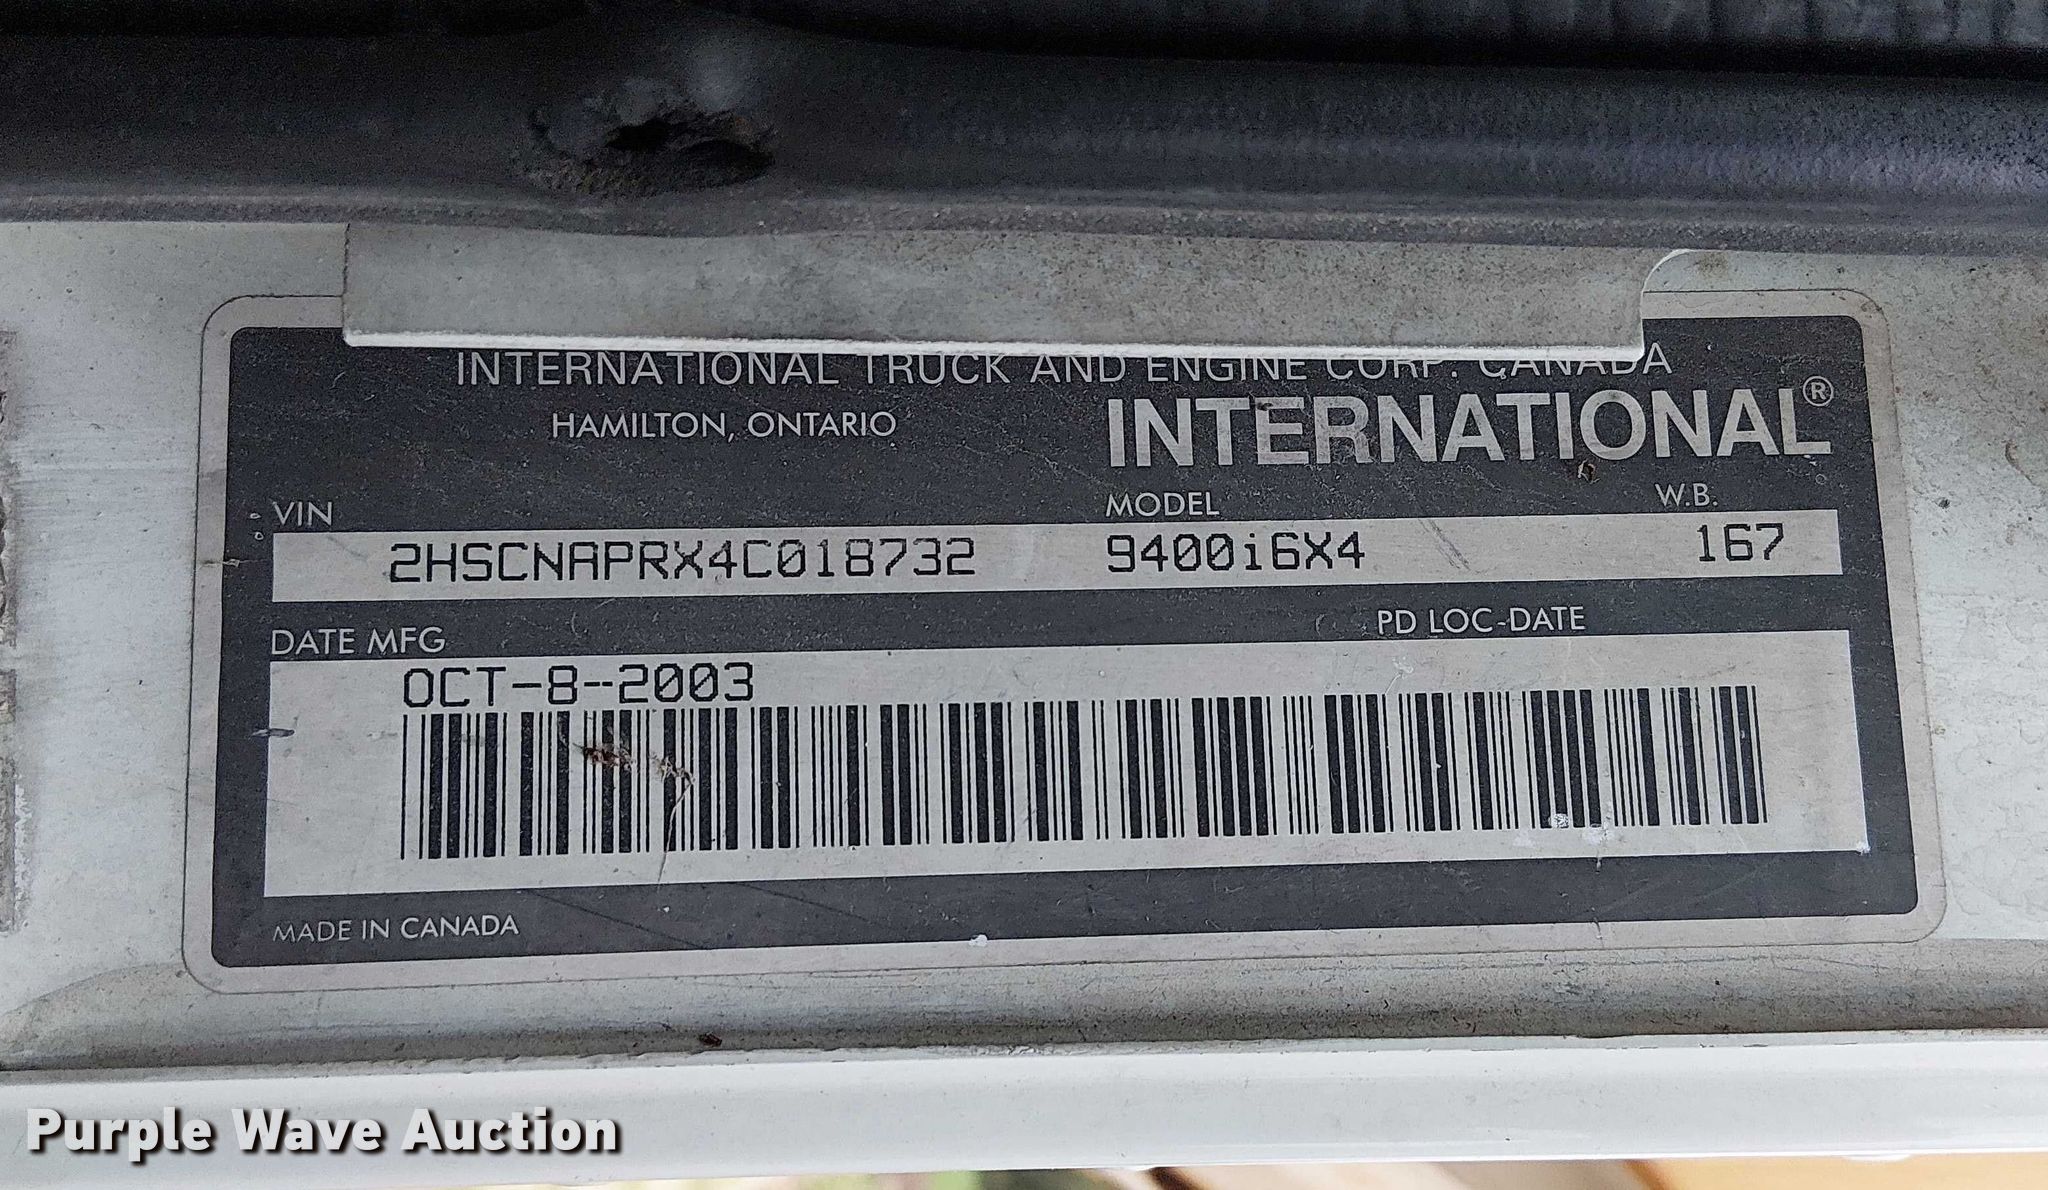 INTERNATIONAL TRUCK AND ENGINE CORP. CANADA
HAMILTON, ONTARIO
INTERNATIONAL®
VIN MODEL W.B.
2HSCNAPRX4C018732 9400i6X4 167
DATE MFG PD LOC-DATE
OCT-8-2003
MADE IN CANADA
Purple Wave Auction